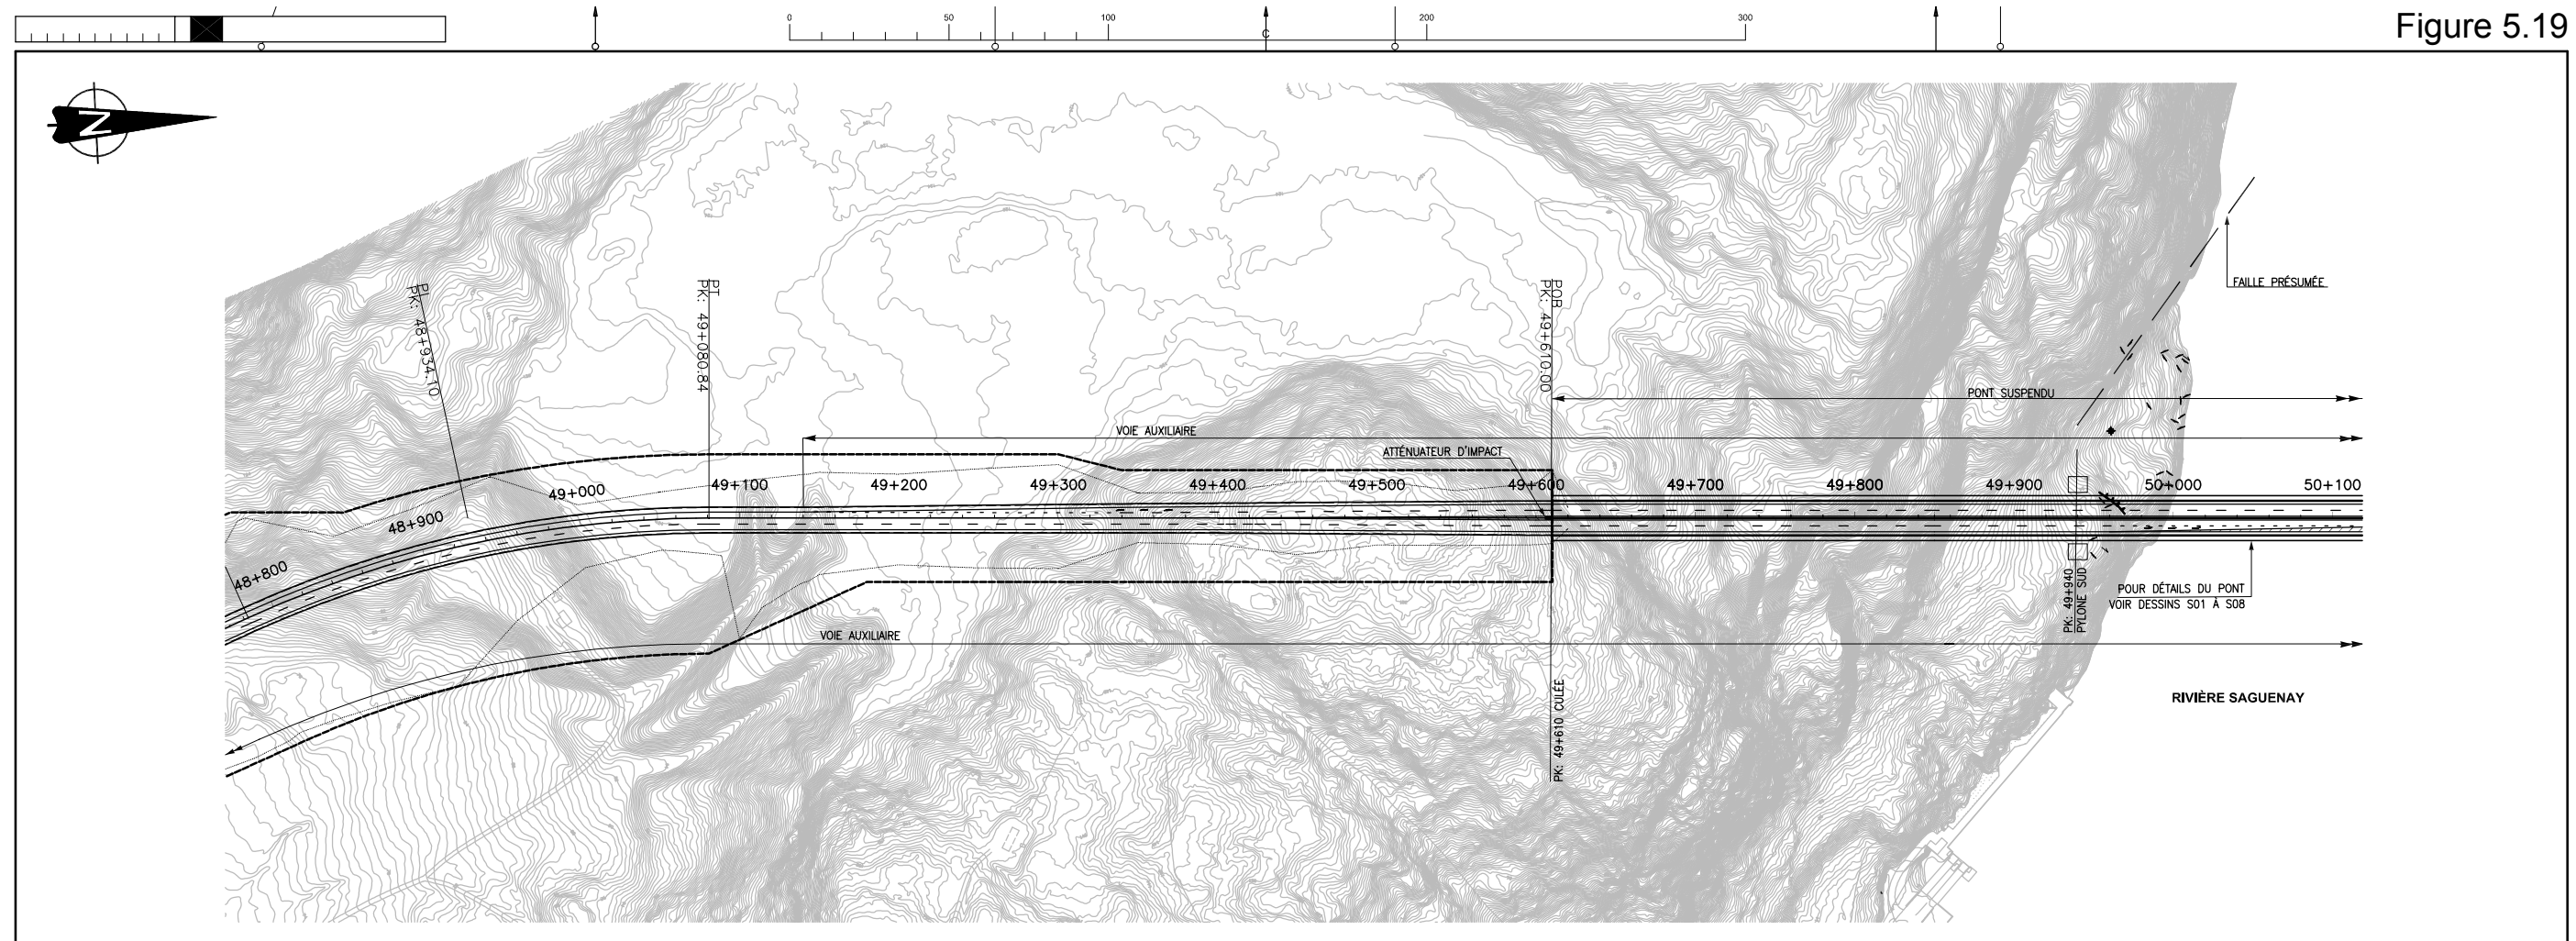 0 50 100 200 300
Figure 5.19
N
C
PI
PK: 48+934.10
PT
PK: 49+080.84
POB
PK: 49+610.00
FAILLE PRÉSUMÉE
PONT SUSPENDU
VOIE AUXILIAIRE
ATTÉNUATEUR D'IMPACT
48+800 48+900 49+000 49+100 49+200 49+300 49+400 49+500 49+600 49+700 49+800 49+900 50+000 50+100
PK: 49+940
PYLONE SUD
POUR DÉTAILS DU PONT
VOIR DESSINS S01 À S08
VOIE AUXILIAIRE
PK: 49+610 CULÉE
RIVIÈRE SAGUENAY